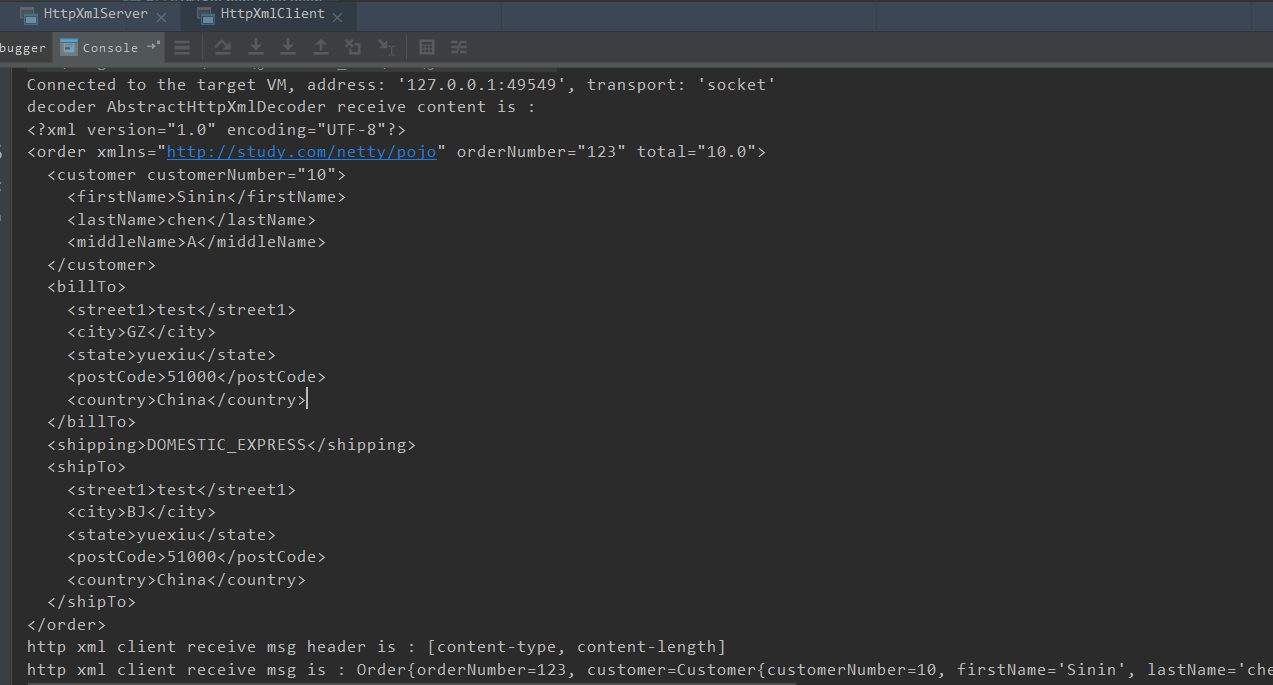 HttpXmlServer HttpXmlClient
bugger Console
Connected to the target VM, address: '127.0.0.1:49549', transport: 'socket'
decoder AbstractHttpXmlDecoder receive content is :
<?xml version="1.0" encoding="UTF-8"?>
<order xmlns="http://study.com/netty/pojo" orderNumber="123" total="10.0">
  <customer customerNumber="10">
    <firstName>Sinin</firstName>
    <lastName>chen</lastName>
    <middleName>A</middleName>
  </customer>
  <billTo>
    <street1>test</street1>
    <city>GZ</city>
    <state>yuexiu</state>
    <postCode>51000</postCode>
    <country>China</country>
  </billTo>
  <shipping>DOMESTIC_EXPRESS</shipping>
  <shipTo>
    <street1>test</street1>
    <city>BJ</city>
    <state>yuexiu</state>
    <postCode>51000</postCode>
    <country>China</country>
  </shipTo>
</order>
http xml client receive msg header is : [content-type, content-length]
http xml client receive msg is : Order{orderNumber=123, customer=Customer{customerNumber=10, firstName='Sinin', lastName='che